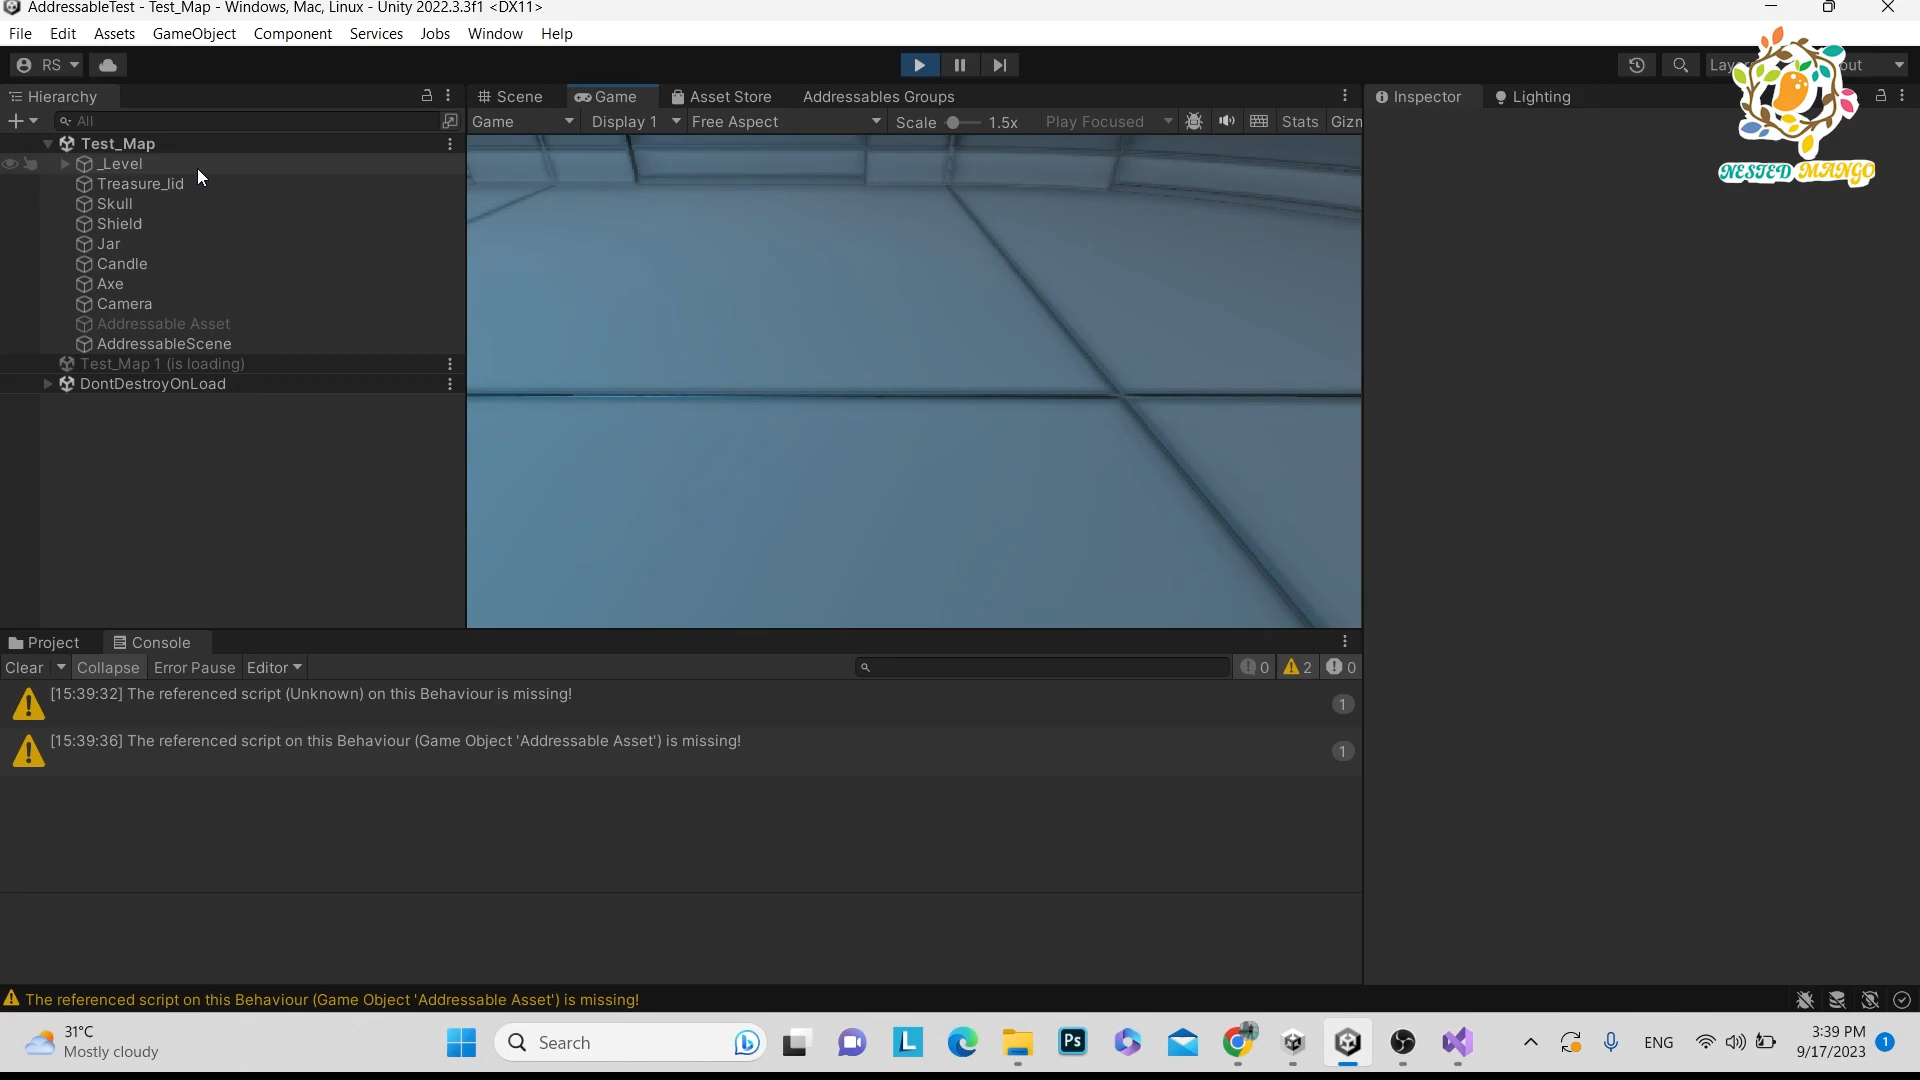 AddressableTest - Test_Map - Windows, Mac, Linux - Unity 2022.3.3f1 <DX11>
File Edit Assets GameObject Component Services Jobs Window Help
RS
NESTED MANGO
Hierarchy
Scene Game Asset Store Addressables Groups
Inspector Lighting
All
Game Display 1 Free Aspect Scale 1.5x Play Focused Stats Gizm
Test_Map
_Level
Treasure_lid
Skull
Shield
Jar
Candle
Axe
Camera
Addressable Asset
AddressableScene
Test_Map 1 (is loading)
DontDestroyOnLoad
Project Console
Clear Collapse Error Pause Editor 0 2 0
[15:39:32] The referenced script (Unknown) on this Behaviour is missing! 1
[15:39:36] The referenced script on this Behaviour (Game Object 'Addressable Asset') is missing! 1
The referenced script on this Behaviour (Game Object 'Addressable Asset') is missing!
31°C
Mostly cloudy
Search
Ps
ENG
3:39 PM
9/17/2023
1